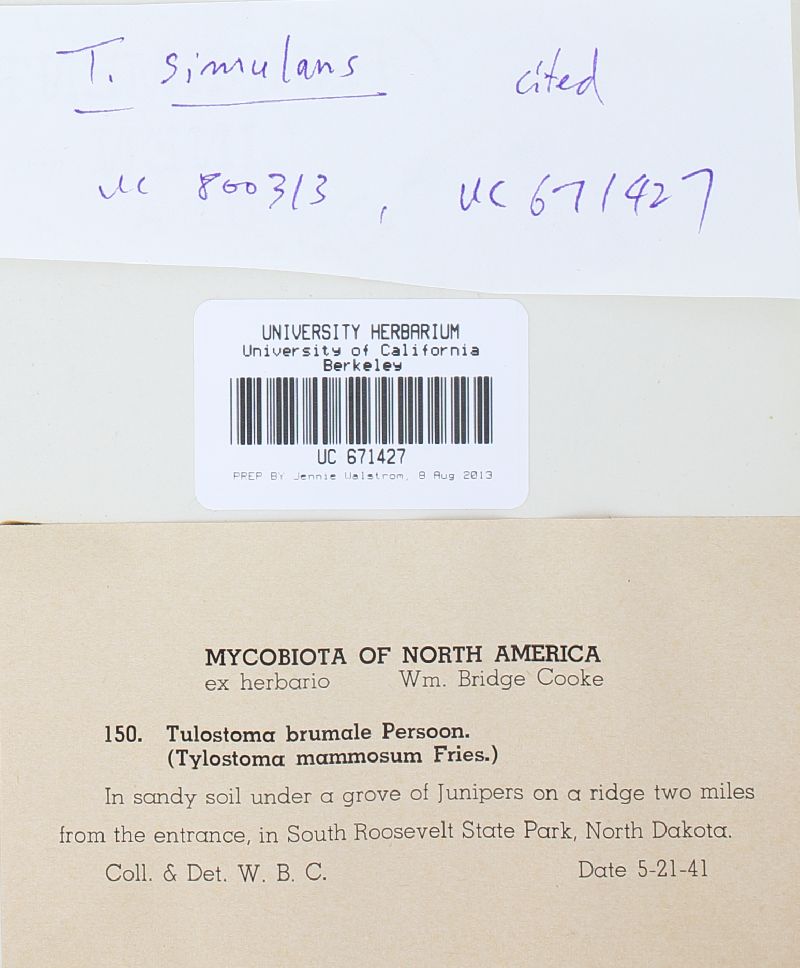 T. simulans cited
UC 800313, UC 671427
UNIVERSITY HERBARIUM
University of California
Berkeley
UC 671427
PREP BY Jennie Walstrom, 8 Aug 2013
MYCOBIOTA OF NORTH AMERICA
ex herbario Wm. Bridge Cooke
150. Tulostoma brumale Persoon.
(Tylostoma mammosum Fries.)
In sandy soil under a grove of Junipers on a ridge two miles
from the entrance, in South Roosevelt State Park, North Dakota.
Coll. & Det. W. B. C. Date 5-21-41